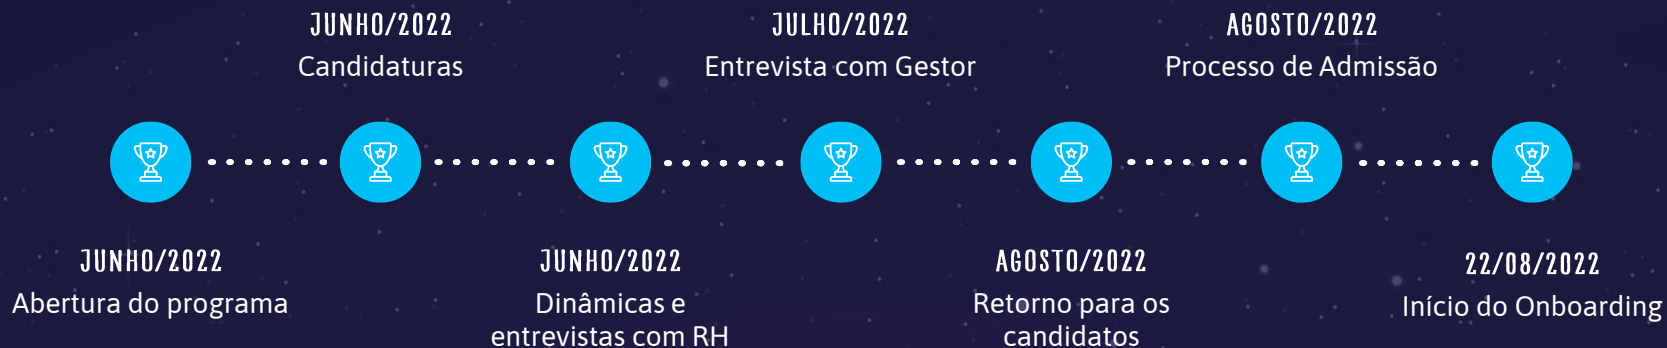 JUNHO/2022
Abertura do programa
JUNHO/2022
Candidaturas
JUNHO/2022
Dinâmicas e
entrevistas com RH
JULHO/2022
Entrevista com Gestor
AGOSTO/2022
Retorno para os
candidatos
AGOSTO/2022
Processo de Admissão
22/08/2022
Início do Onboarding